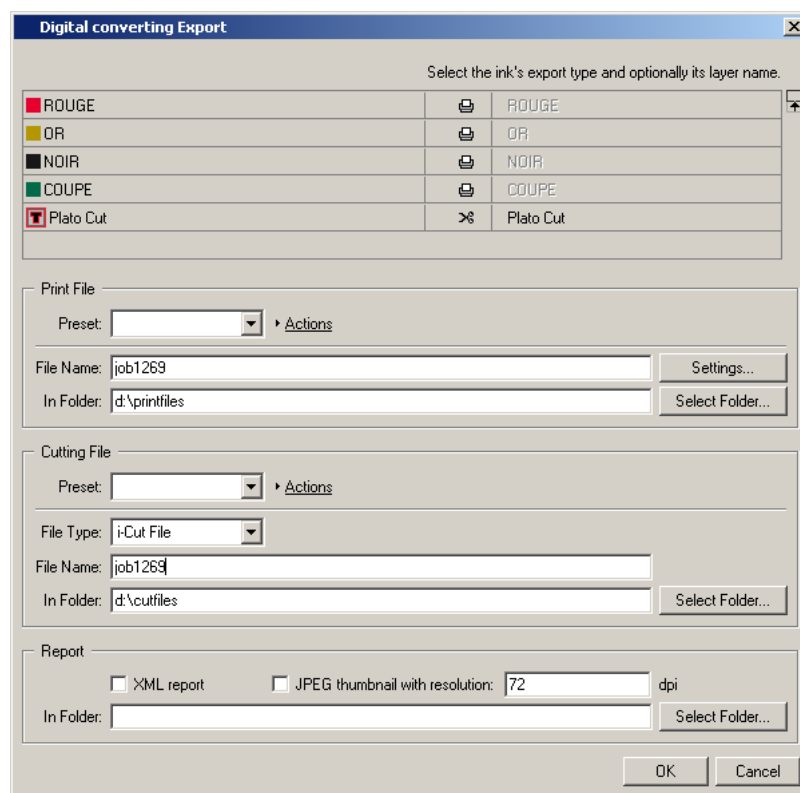 Digital converting Export
Select the ink's export type and optionally its layer name.
ROUGE ROUGE
OR OR
NOIR NOIR
COUPE COUPE
T Plato Cut Plato Cut
Print File
Preset: Actions
File Name: job1269 Settings...
In Folder: d:\printfiles Select Folder...
Cutting File
Preset: Actions
File Type: i-Cut File
File Name: job1269
In Folder: d:\cutfiles Select Folder...
Report
XML report JPEG thumbnail with resolution: 72 dpi
In Folder: Select Folder...
OK Cancel